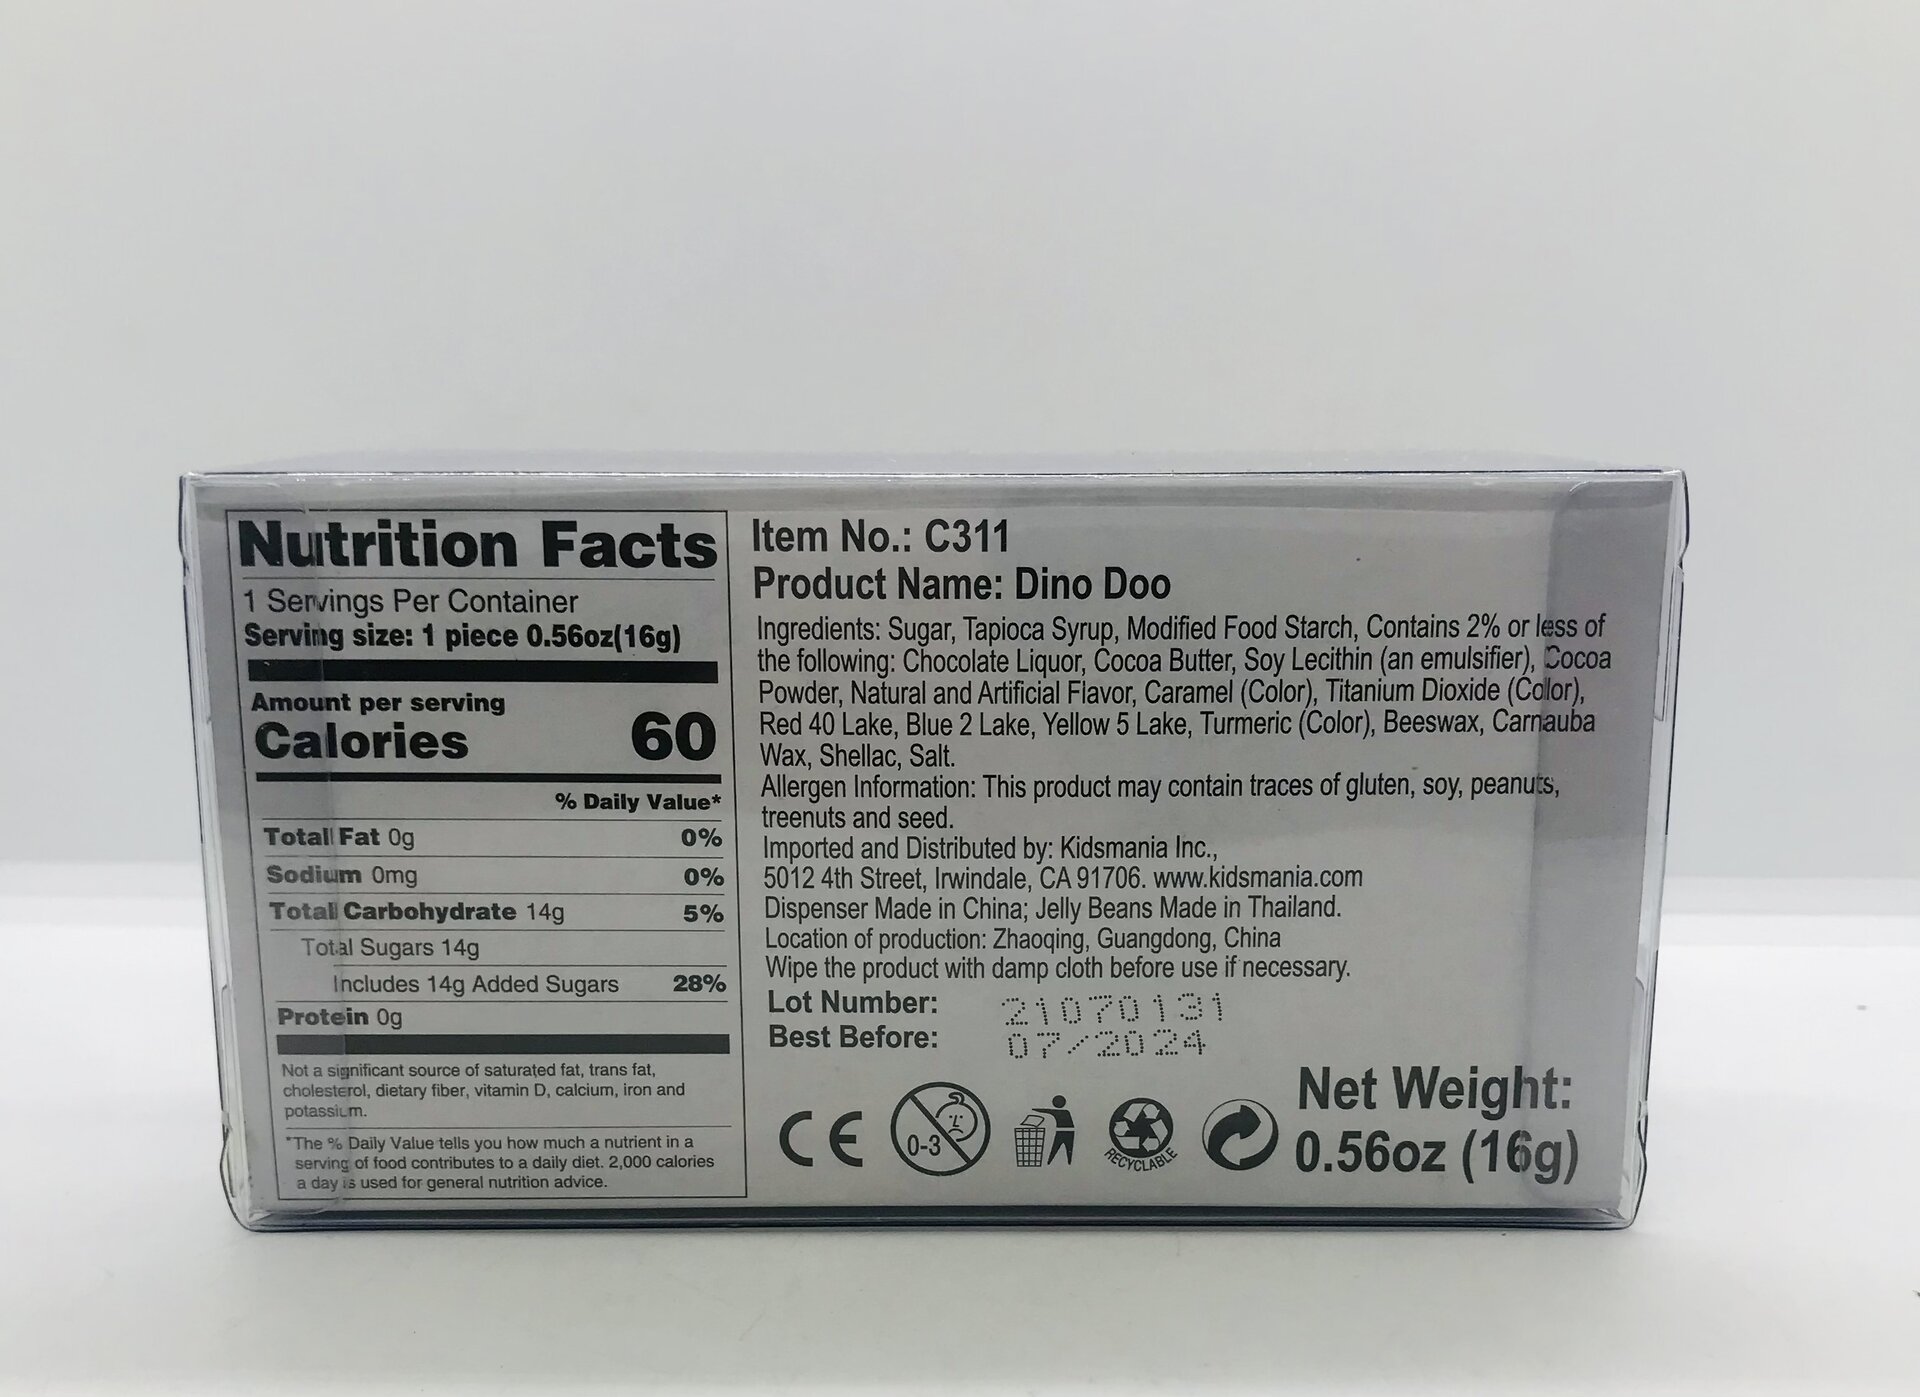 Nutrition Facts
1 Servings Per Container
Serving size: 1 piece 0.56oz(16g)
Amount per serving
Calories 60
% Daily Value*
Total Fat 0g 0%
Sodium 0mg 0%
Total Carbohydrate 14g 5%
Total Sugars 14g
Includes 14g Added Sugars 28%
Protein 0g
Not a significant source of saturated fat, trans fat,
cholesterol, dietary fiber, vitamin D, calcium, iron and
potassium.
*The % Daily Value tells you how much a nutrient in a
serving of food contributes to a daily diet. 2,000 calories
a day is used for general nutrition advice.
Item No.: C311
Product Name: Dino Doo
Ingredients: Sugar, Tapioca Syrup, Modified Food Starch, Contains 2% or less of
the following: Chocolate Liquor, Cocoa Butter, Soy Lecithin (an emulsifier), Cocoa
Powder, Natural and Artificial Flavor, Caramel (Color), Titanium Dioxide (Color),
Red 40 Lake, Blue 2 Lake, Yellow 5 Lake, Turmeric (Color), Beeswax, Carnauba
Wax, Shellac, Salt.
Allergen Information: This product may contain traces of gluten, soy, peanuts,
treenuts and seed.
Imported and Distributed by: Kidsmania Inc.,
5012 4th Street, Irwindale, CA 91706. www.kidsmania.com
Dispenser Made in China; Jelly Beans Made in Thailand.
Location of production: Zhaoqing, Guangdong, China
Wipe the product with damp cloth before use if necessary.
Lot Number: 21070131
Best Before: 07/2024
CE
0-3
RECYCLABLE
Net Weight:
0.56oz (16g)